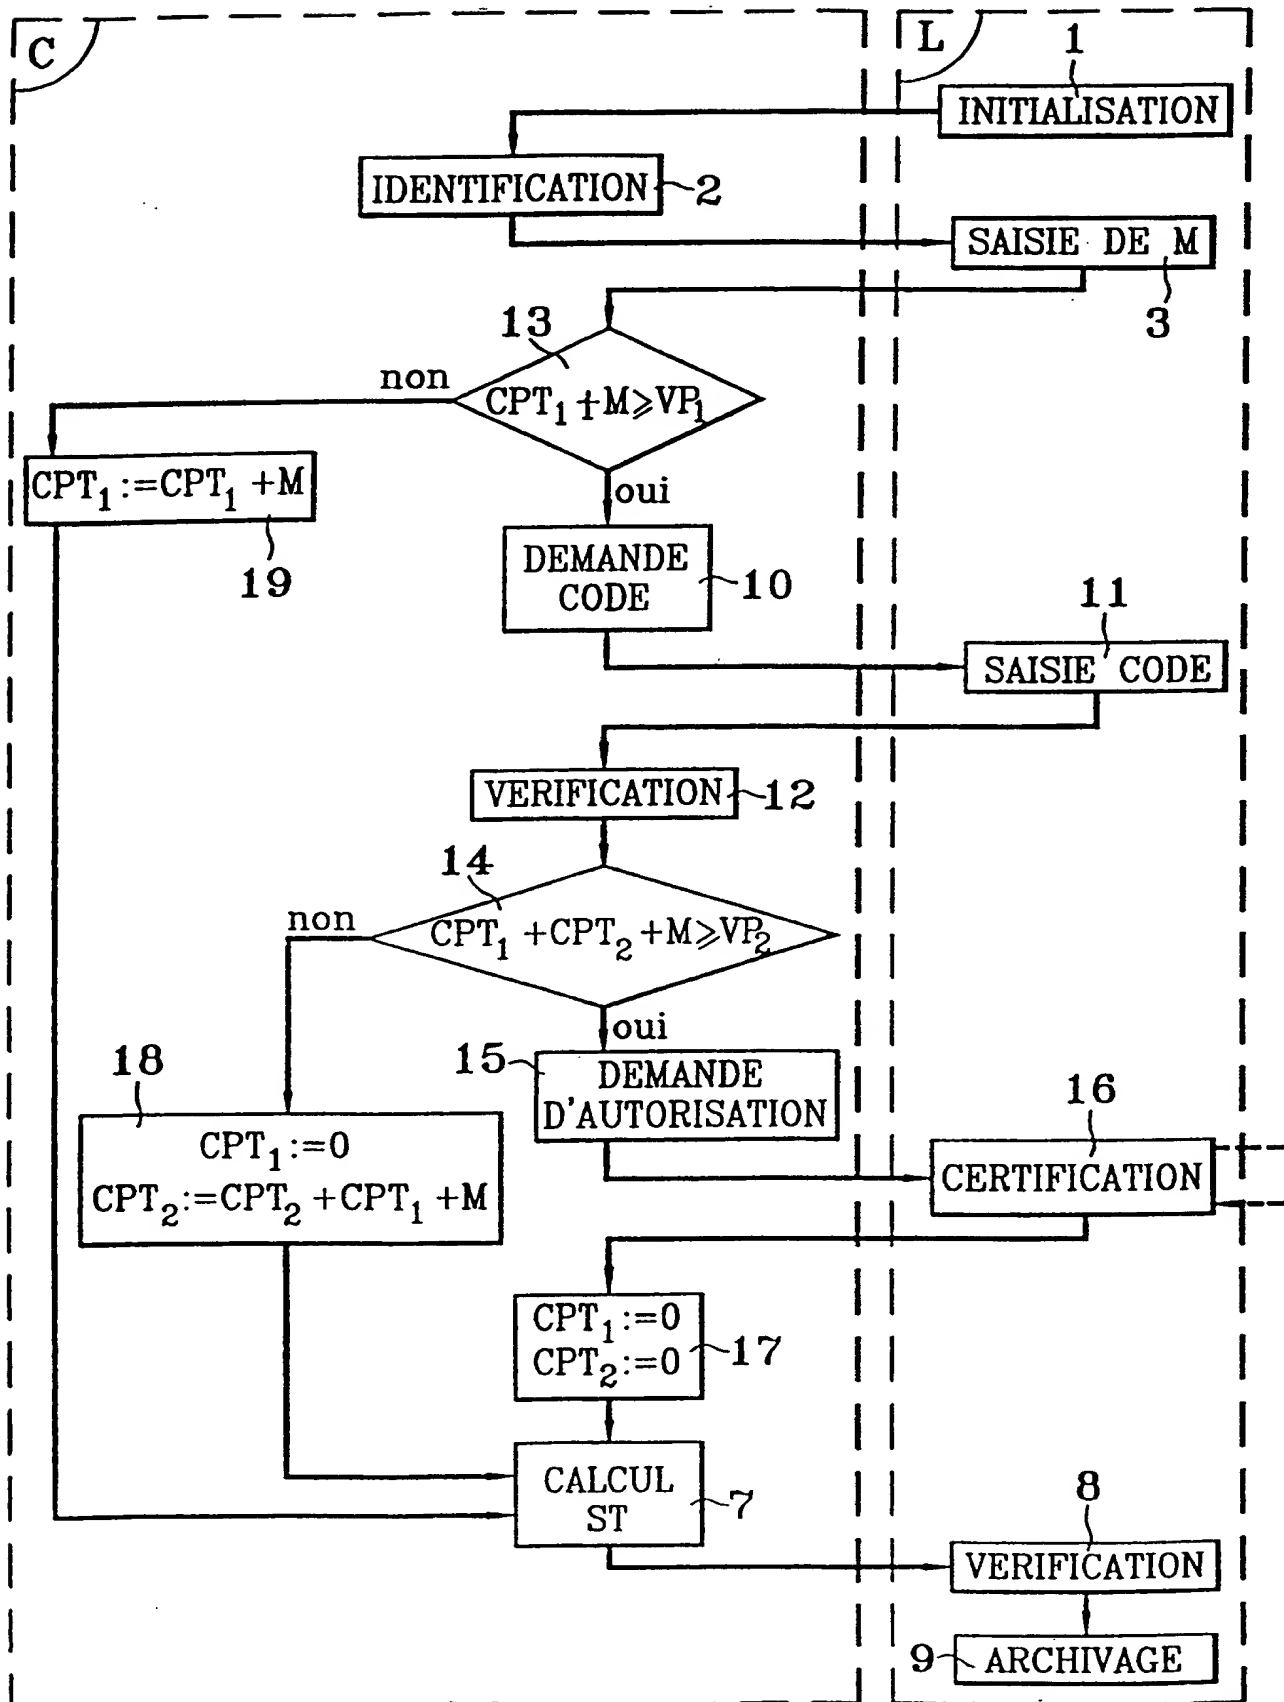 C
L
1
INITIALISATION
IDENTIFICATION
2
SAISIE DE M
3
13
non
CPT₁+M⩾VP₁
CPT₁:=CPT₁+M
oui
19
DEMANDE
CODE
10
11
SAISIE CODE
VERIFICATION
12
14
non
CPT₁+CPT₂+M⩾VP₂
oui
18
15
DEMANDE
D'AUTORISATION
16
CPT₁:=0
CPT₂:=CPT₂+CPT₁+M
CERTIFICATION
CPT₁:=0
CPT₂:=0
17
CALCUL
ST
7
8
VERIFICATION
9
ARCHIVAGE